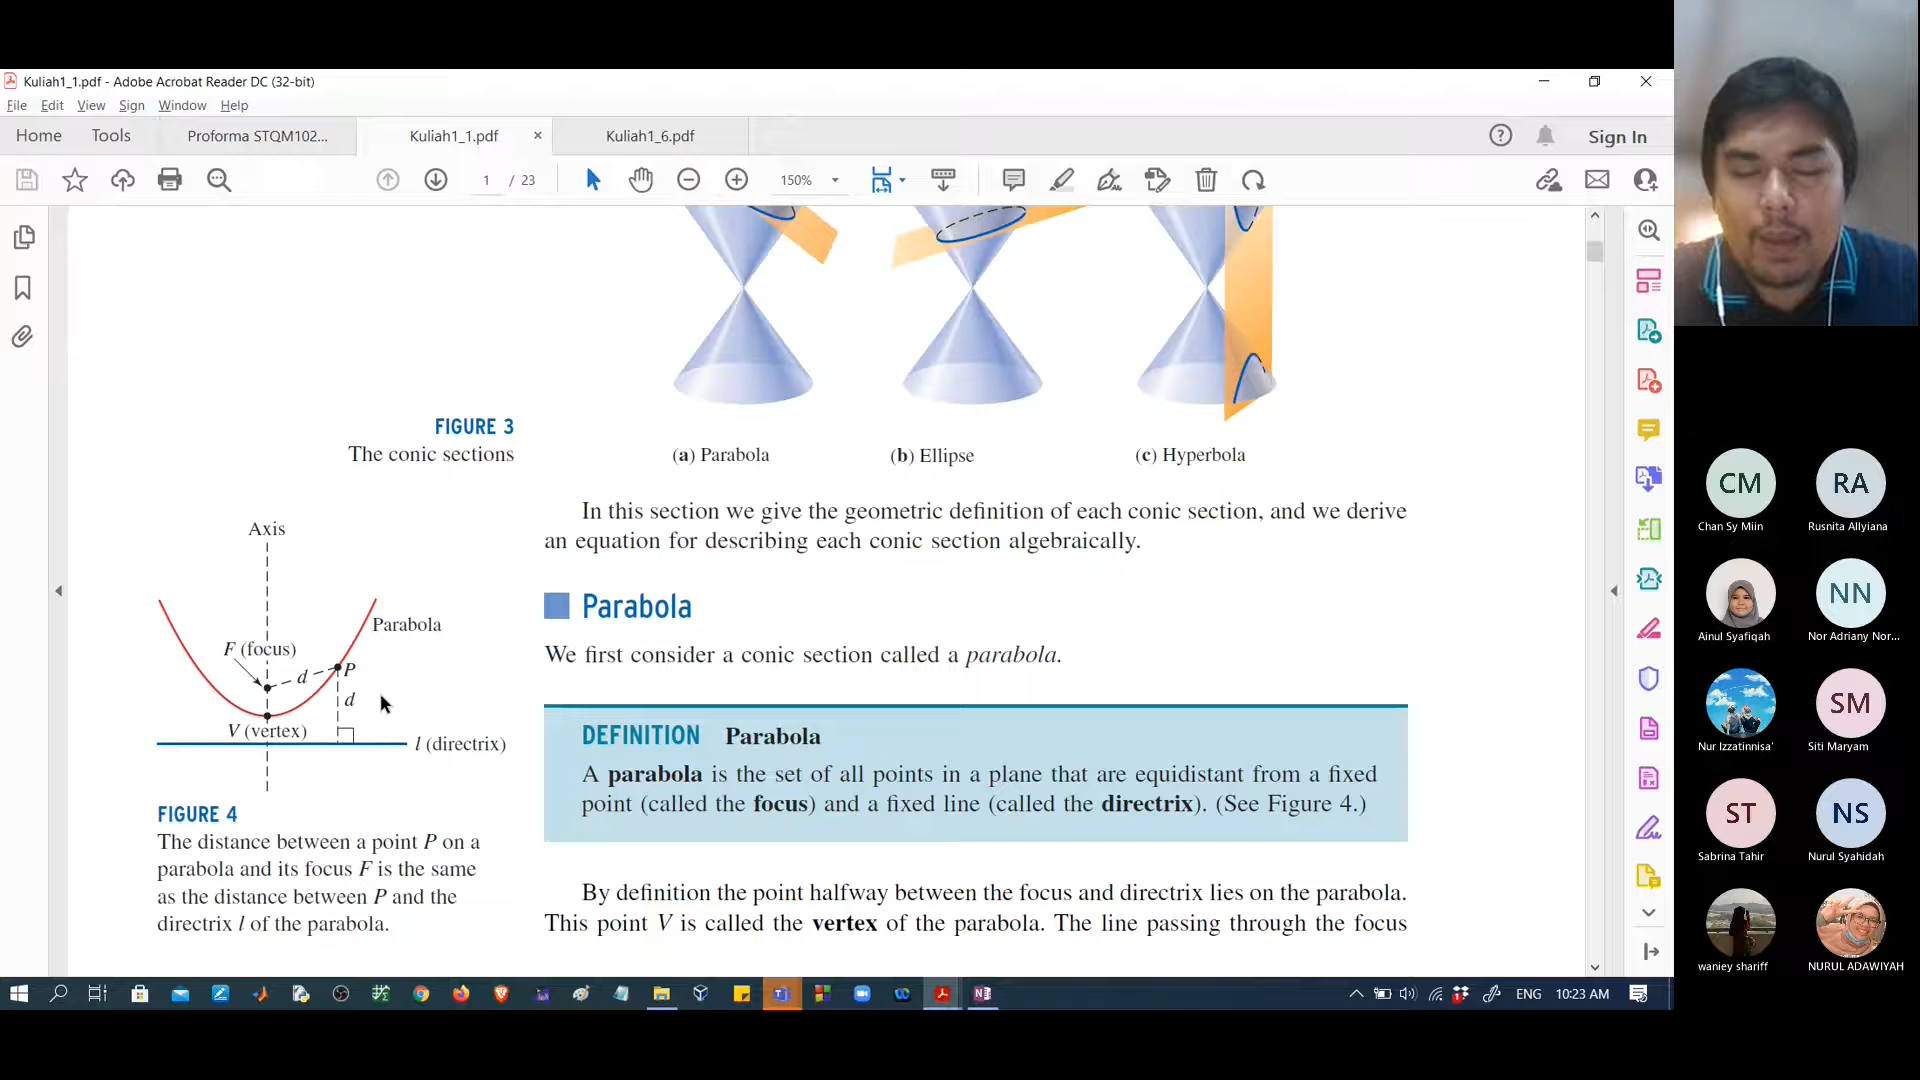 Kuliah1_1.pdf - Adobe Acrobat Reader DC (32-bit)
File Edit View Sign Window Help
Home Tools Proforma STQM102... Kuliah1_1.pdf × Kuliah1_6.pdf Sign In
1 / 23 150%
FIGURE 3
The conic sections
(a) Parabola (b) Ellipse (c) Hyperbola
In this section we give the geometric definition of each conic section, and we derive
an equation for describing each conic section algebraically.
Axis
Parabola
F (focus)
P
d
d
V (vertex)
l (directrix)
FIGURE 4
The distance between a point P on a
parabola and its focus F is the same
as the distance between P and the
directrix l of the parabola.
Parabola
We first consider a conic section called a parabola.
DEFINITION Parabola
A parabola is the set of all points in a plane that are equidistant from a fixed
point (called the focus) and a fixed line (called the directrix). (See Figure 4.)
By definition the point halfway between the focus and directrix lies on the parabola.
This point V is called the vertex of the parabola. The line passing through the focus
ENG 10:23 AM
CM RA
Chan Sy Miin Rusnita Allyiana
NN
Ainul Syafiqah Nor Adriany Nor...
SM
Nur Izzatinnisa' Siti Maryam
ST NS
Sabrina Tahir Nurul Syahidah
waniey shariff NURUL ADAWIYAH